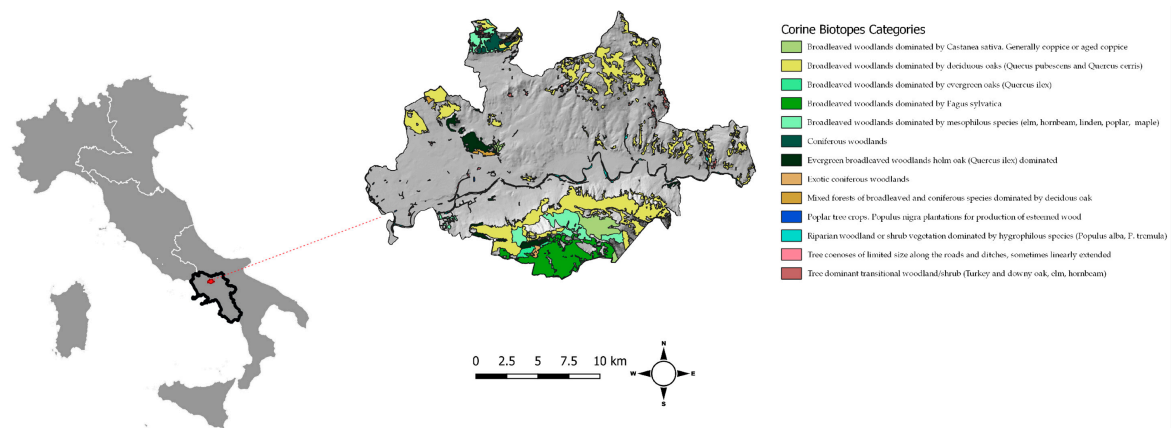 Corine Biotopes Categories
Broadleaved woodlands dominated by Castanea sativa. Generally coppice or aged coppice
Broadleaved woodlands dominated by deciduous oaks (Quecus pubescens and Quercus cerris)
Broadleaved woodlands dominated by evergreen oaks (Quercus ilex)
Broadleaved woodlands dominated by Fagus sylvatica
Broadleaved woodlands dominated by mesophilous species (elm, hornbeam, linden, poplar, maple)
Coniferous woodlands
Evergreen broadleaved woodlands holm oak (Quercus ilex) dominated
Exotic coniferous woodlands
Mixed forests of broadleaved and coniferous species dominated by decidous oak
Poplar tree crops. Populus nigra plantations for production of esteemed wood
Riparian woodland or shrub vegetation dominated by hygrophilous species (Populus alba, P. tremula)
Tree coenoses of limited size along the roads and ditches, sometimes linearly extended
Tree dominant transitional woodland/shrub (Turkey and downy oak, elm, hornbeam)
0 2.5 5 7.5 10 km
N
W E
S